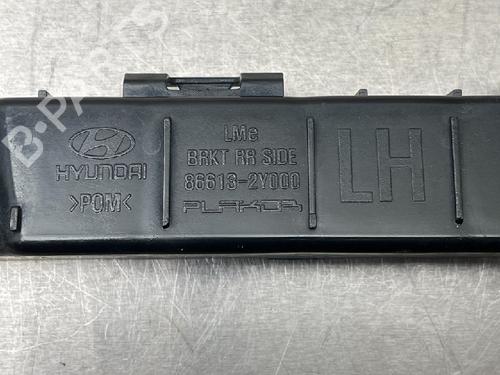 B-PARTS
HYUNDAI
>POM<
LMe
BRKT RR SIDE
86613-2Y000
PLAKOR
LH